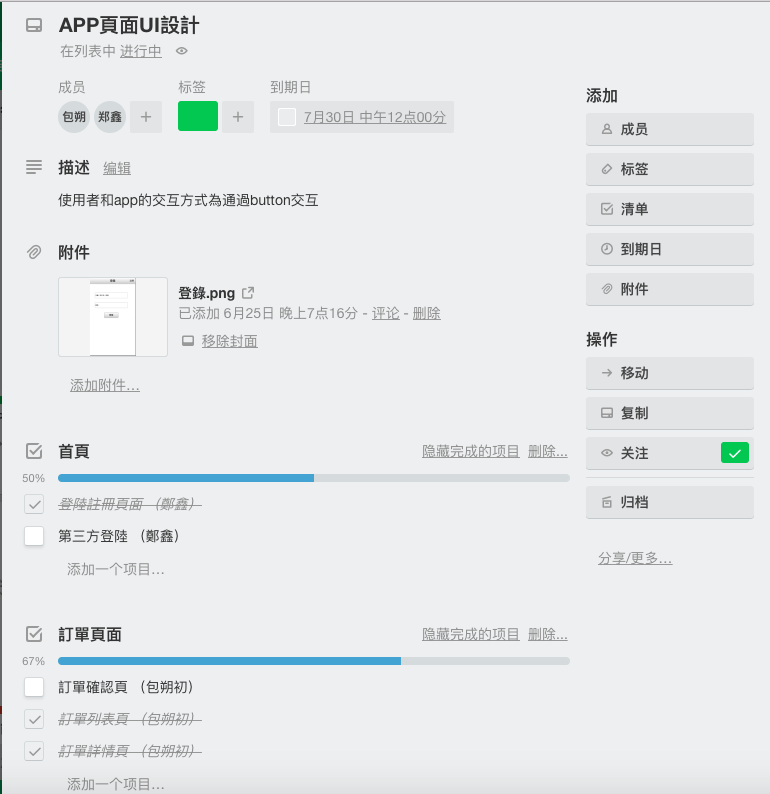 APP頁面UI設計
在列表中 进行中
成员 标签 到期日
包朔 郑鑫 + + 7月30日 中午12点00分
描述 编辑
使用者和app的交互方式為通過button交互
附件
登錄.png
已添加 6月25日 晚上7点16分 - 评论 - 删除
移除封面
添加附件…
首頁 隐藏完成的项目 删除...
50%
登陸註冊頁面 （鄭鑫）
第三方登陸 （鄭鑫）
添加一个项目…
訂單頁面 隐藏完成的项目 删除...
67%
訂單確認頁 （包朔初）
訂單列表頁 （包朔初）
訂單詳情頁 （包朔初）
添加一个项目…
添加
成员
标签
清单
到期日
附件
操作
移动
复制
关注
归档
分享/更多…